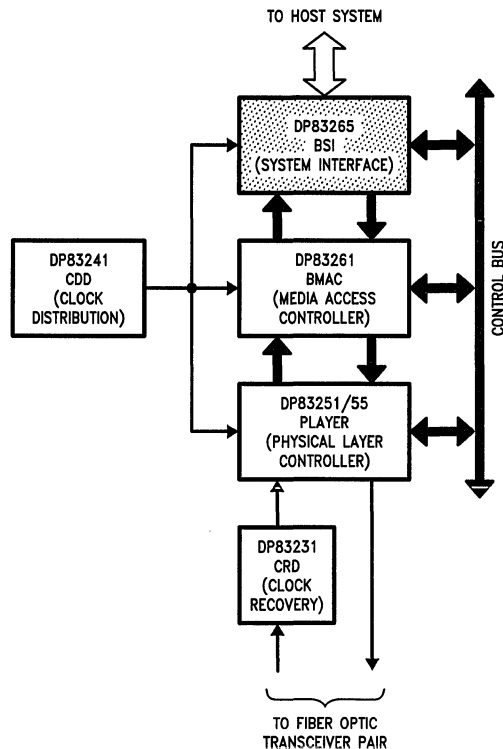 TO HOST SYSTEM
DP83265
BSI
(SYSTEM INTERFACE)
DP83241
CDD
(CLOCK
DISTRIBUTION)
DP83261
BMAC
(MEDIA ACCESS
CONTROLLER)
CONTROL BUS
DP83251/55
PLAYER
(PHYSICAL LAYER
CONTROLLER)
DP83231
CRD
(CLOCK
RECOVERY)
TO FIBER OPTIC
TRANSCEIVER PAIR